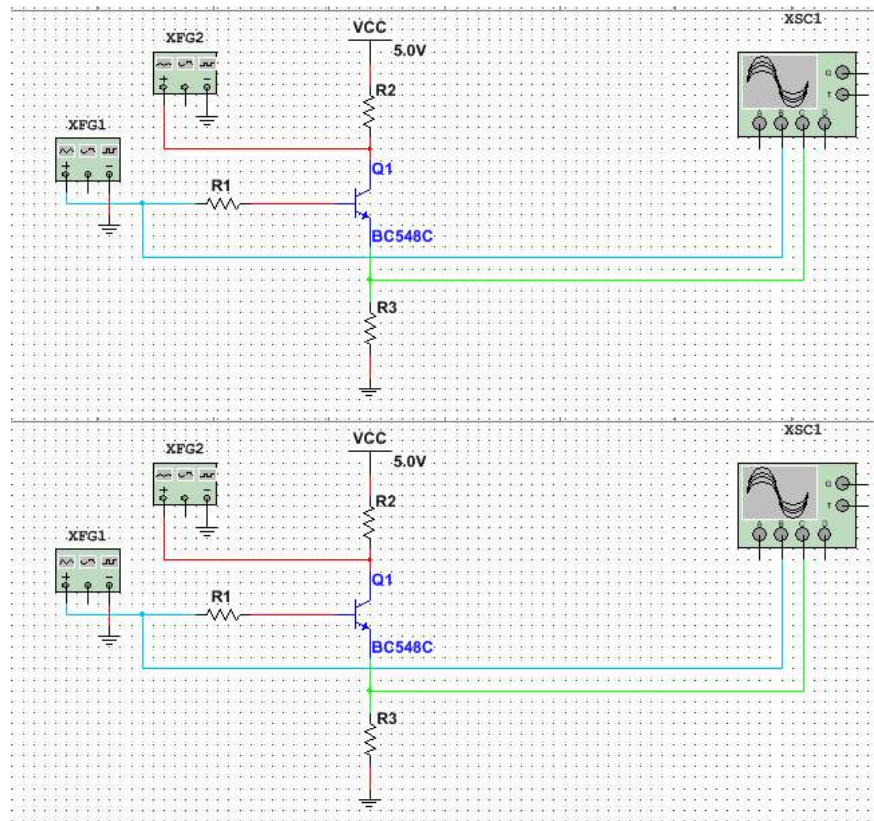 XSC1
VCC
XFG2
5.0V
R2
G
T
A B C D
XFG1
Q1
R1
BC548C
R3
XSC1
VCC
XFG2
5.0V
R2
G
T
A B C D
XFG1
Q1
R1
BC548C
R3